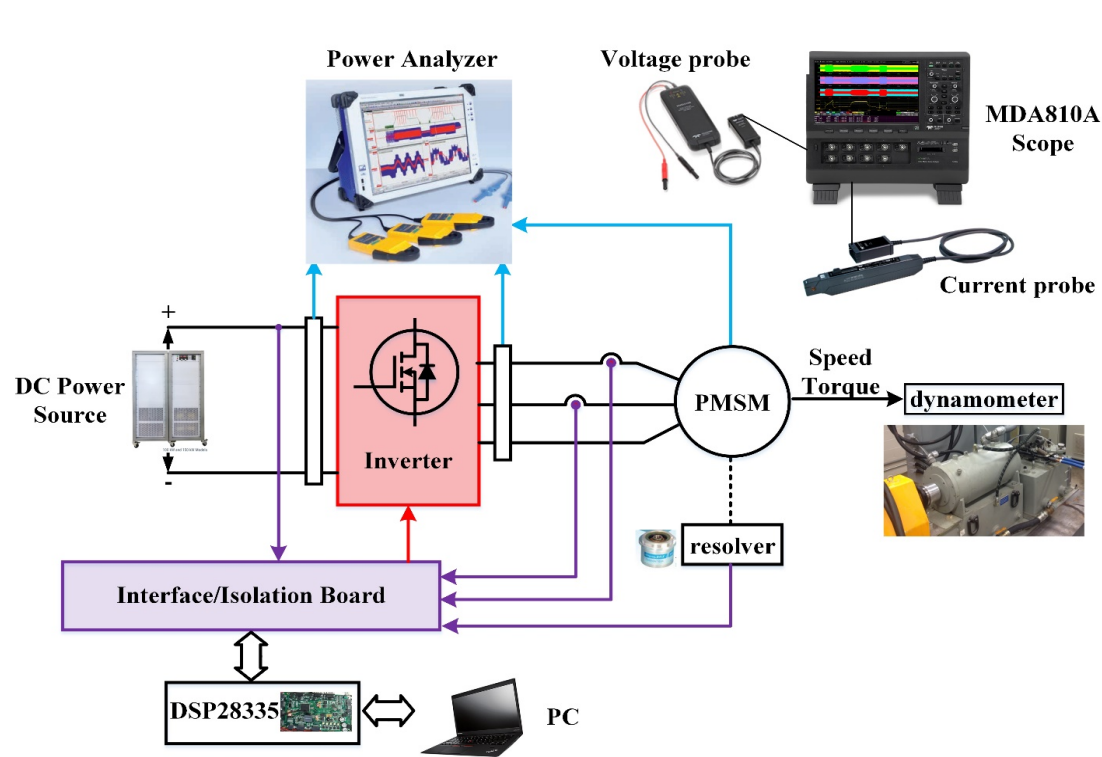 Power Analyzer
Voltage probe
MDA810A
Scope
Current probe
+
DC Power
Source
-
Inverter
PMSM
Speed
Torque
dynamometer
resolver
Interface/Isolation Board
DSP28335
PC